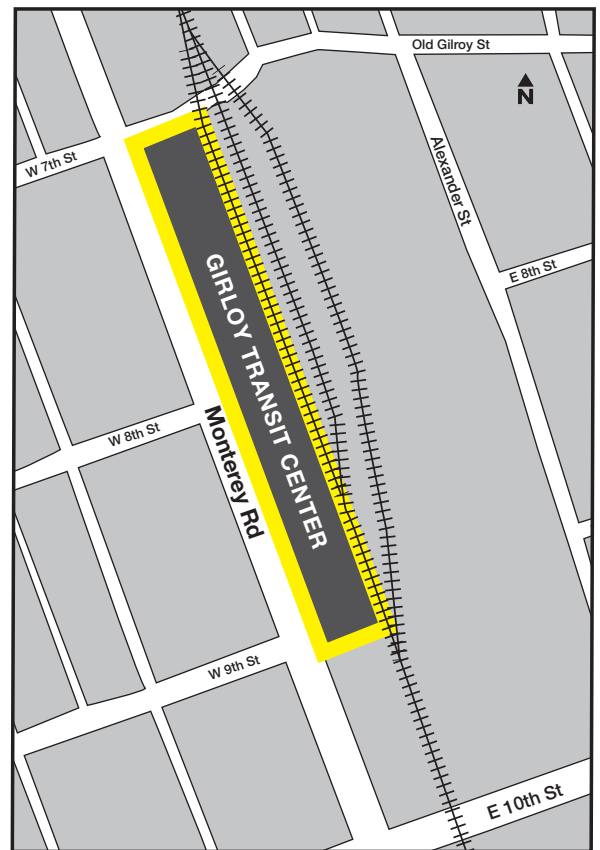 Old Gilroy St
N
W 7th St
Alexander St
E 8th St
GIRLOY TRANSIT CENTER
Monterey Rd
W 8th St
W 9th St
E 10th St